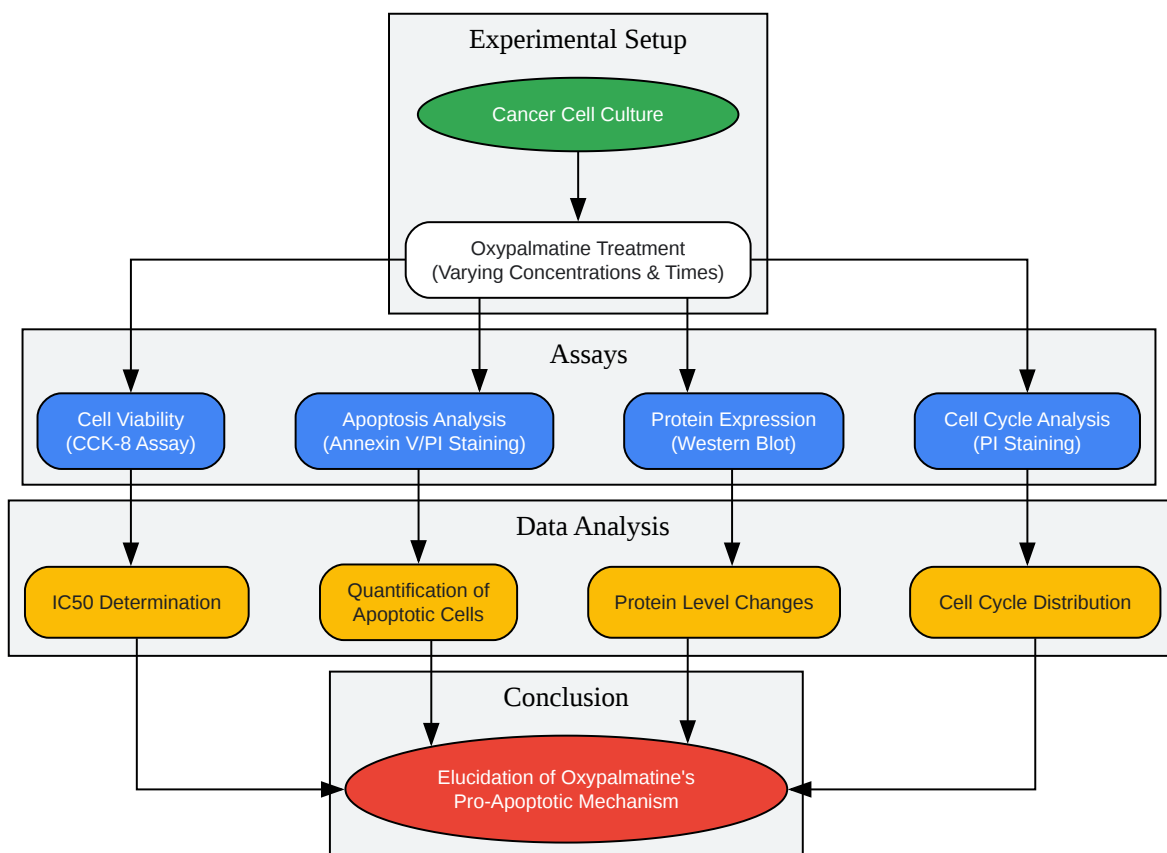 Experimental Setup
Cancer Cell Culture
Oxypalmatine Treatment
(Varying Concentrations & Times)
Assays
Cell Viability
(CCK-8 Assay)
Apoptosis Analysis
(Annexin V/PI Staining)
Protein Expression
(Western Blot)
Cell Cycle Analysis
(PI Staining)
Data Analysis
IC50 Determination
Quantification of
Apoptotic Cells
Protein Level Changes
Cell Cycle Distribution
Conclusion
Elucidation of Oxypalmatine's
Pro-Apoptotic Mechanism